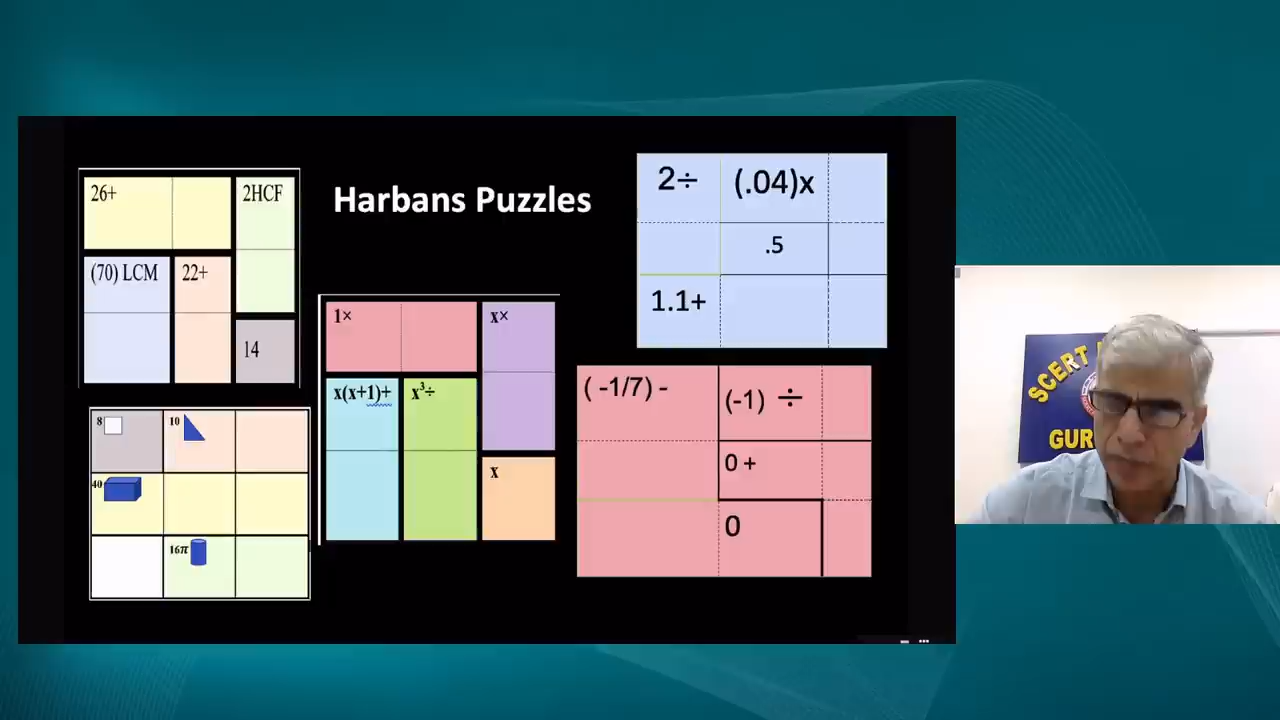 Harbans Puzzles
26+
2HCF
(70) LCM
22+
14
8
10
40
16π
1×
x×
x(x+1)+
x³÷
x
2÷
(.04)x
.5
1.1+
( -1/7) -
(-1) ÷
0 +
0
SCERT
GUR